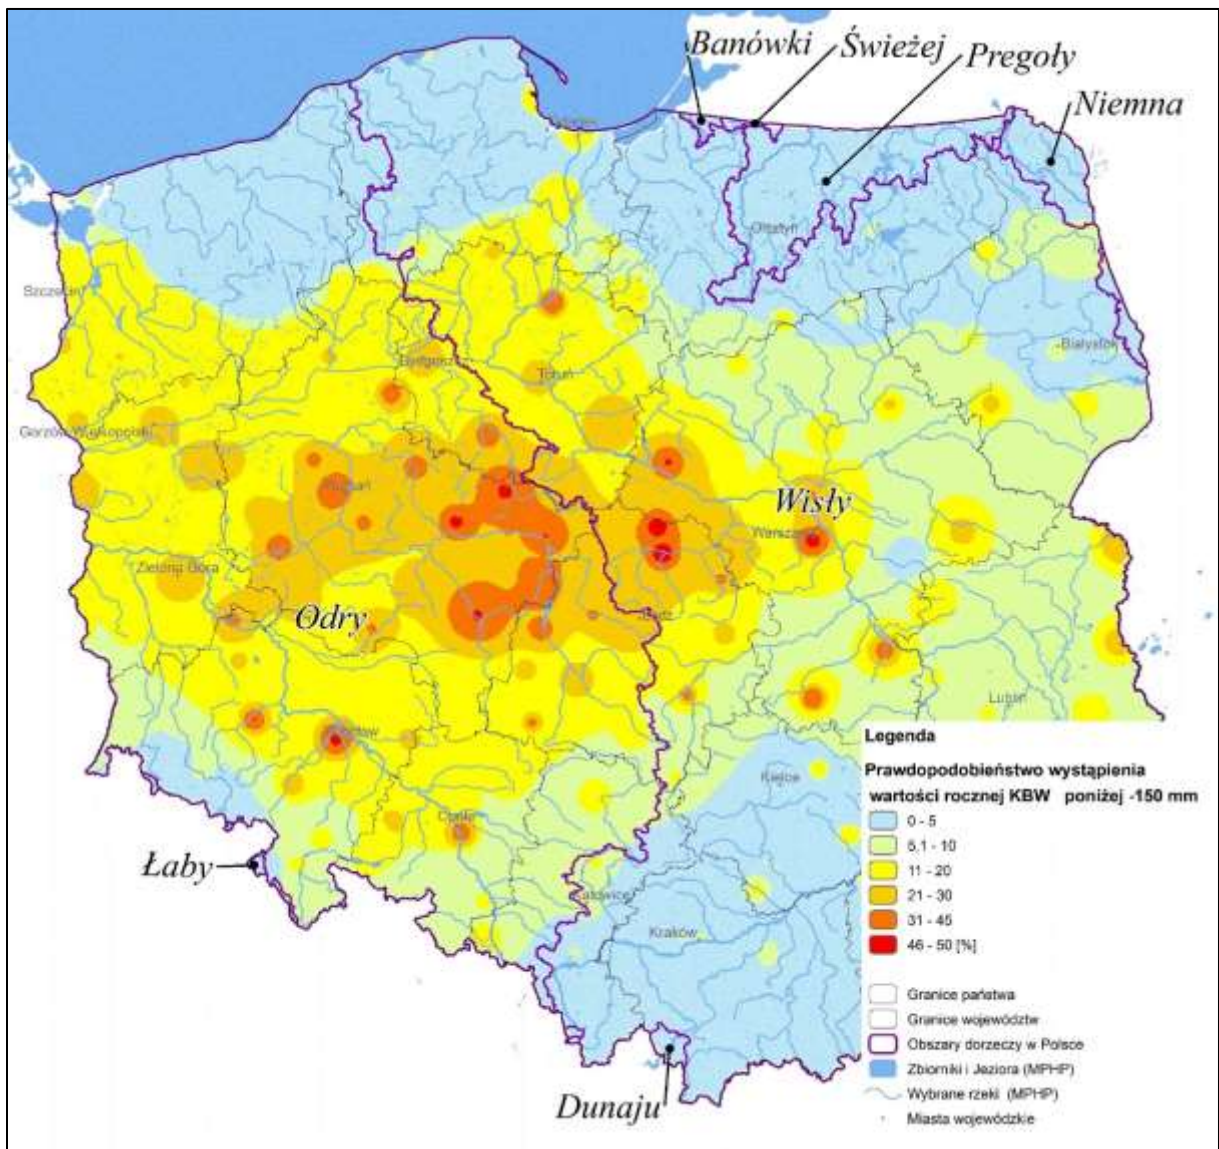 Banówki
Świeżej
Pregoły
Niemna
Olsztyn
Szczecin
Białystok
Bydgoszcz
Toruń
Gorzów Wielkopolski
Poznań
Wisły
Warszawa
Zielona Góra
Odry
Łódź
Lublin
Wrocław
Kielce
Opole
Łaby
Katowice
Kraków
Dunaju
Legenda
Prawdopodobieństwo wystąpienia
wartości rocznej KBW poniżej -150 mm
0 - 5
5,1 - 10
11 - 20
21 - 30
31 - 45
46 - 50 [%]
Granice państwa
Granice województw
Obszary dorzeczy w Polsce
Zbiorniki i Jeziora (MPHP)
Wybrane rzeki (MPHP)
Miasta wojewódzkie